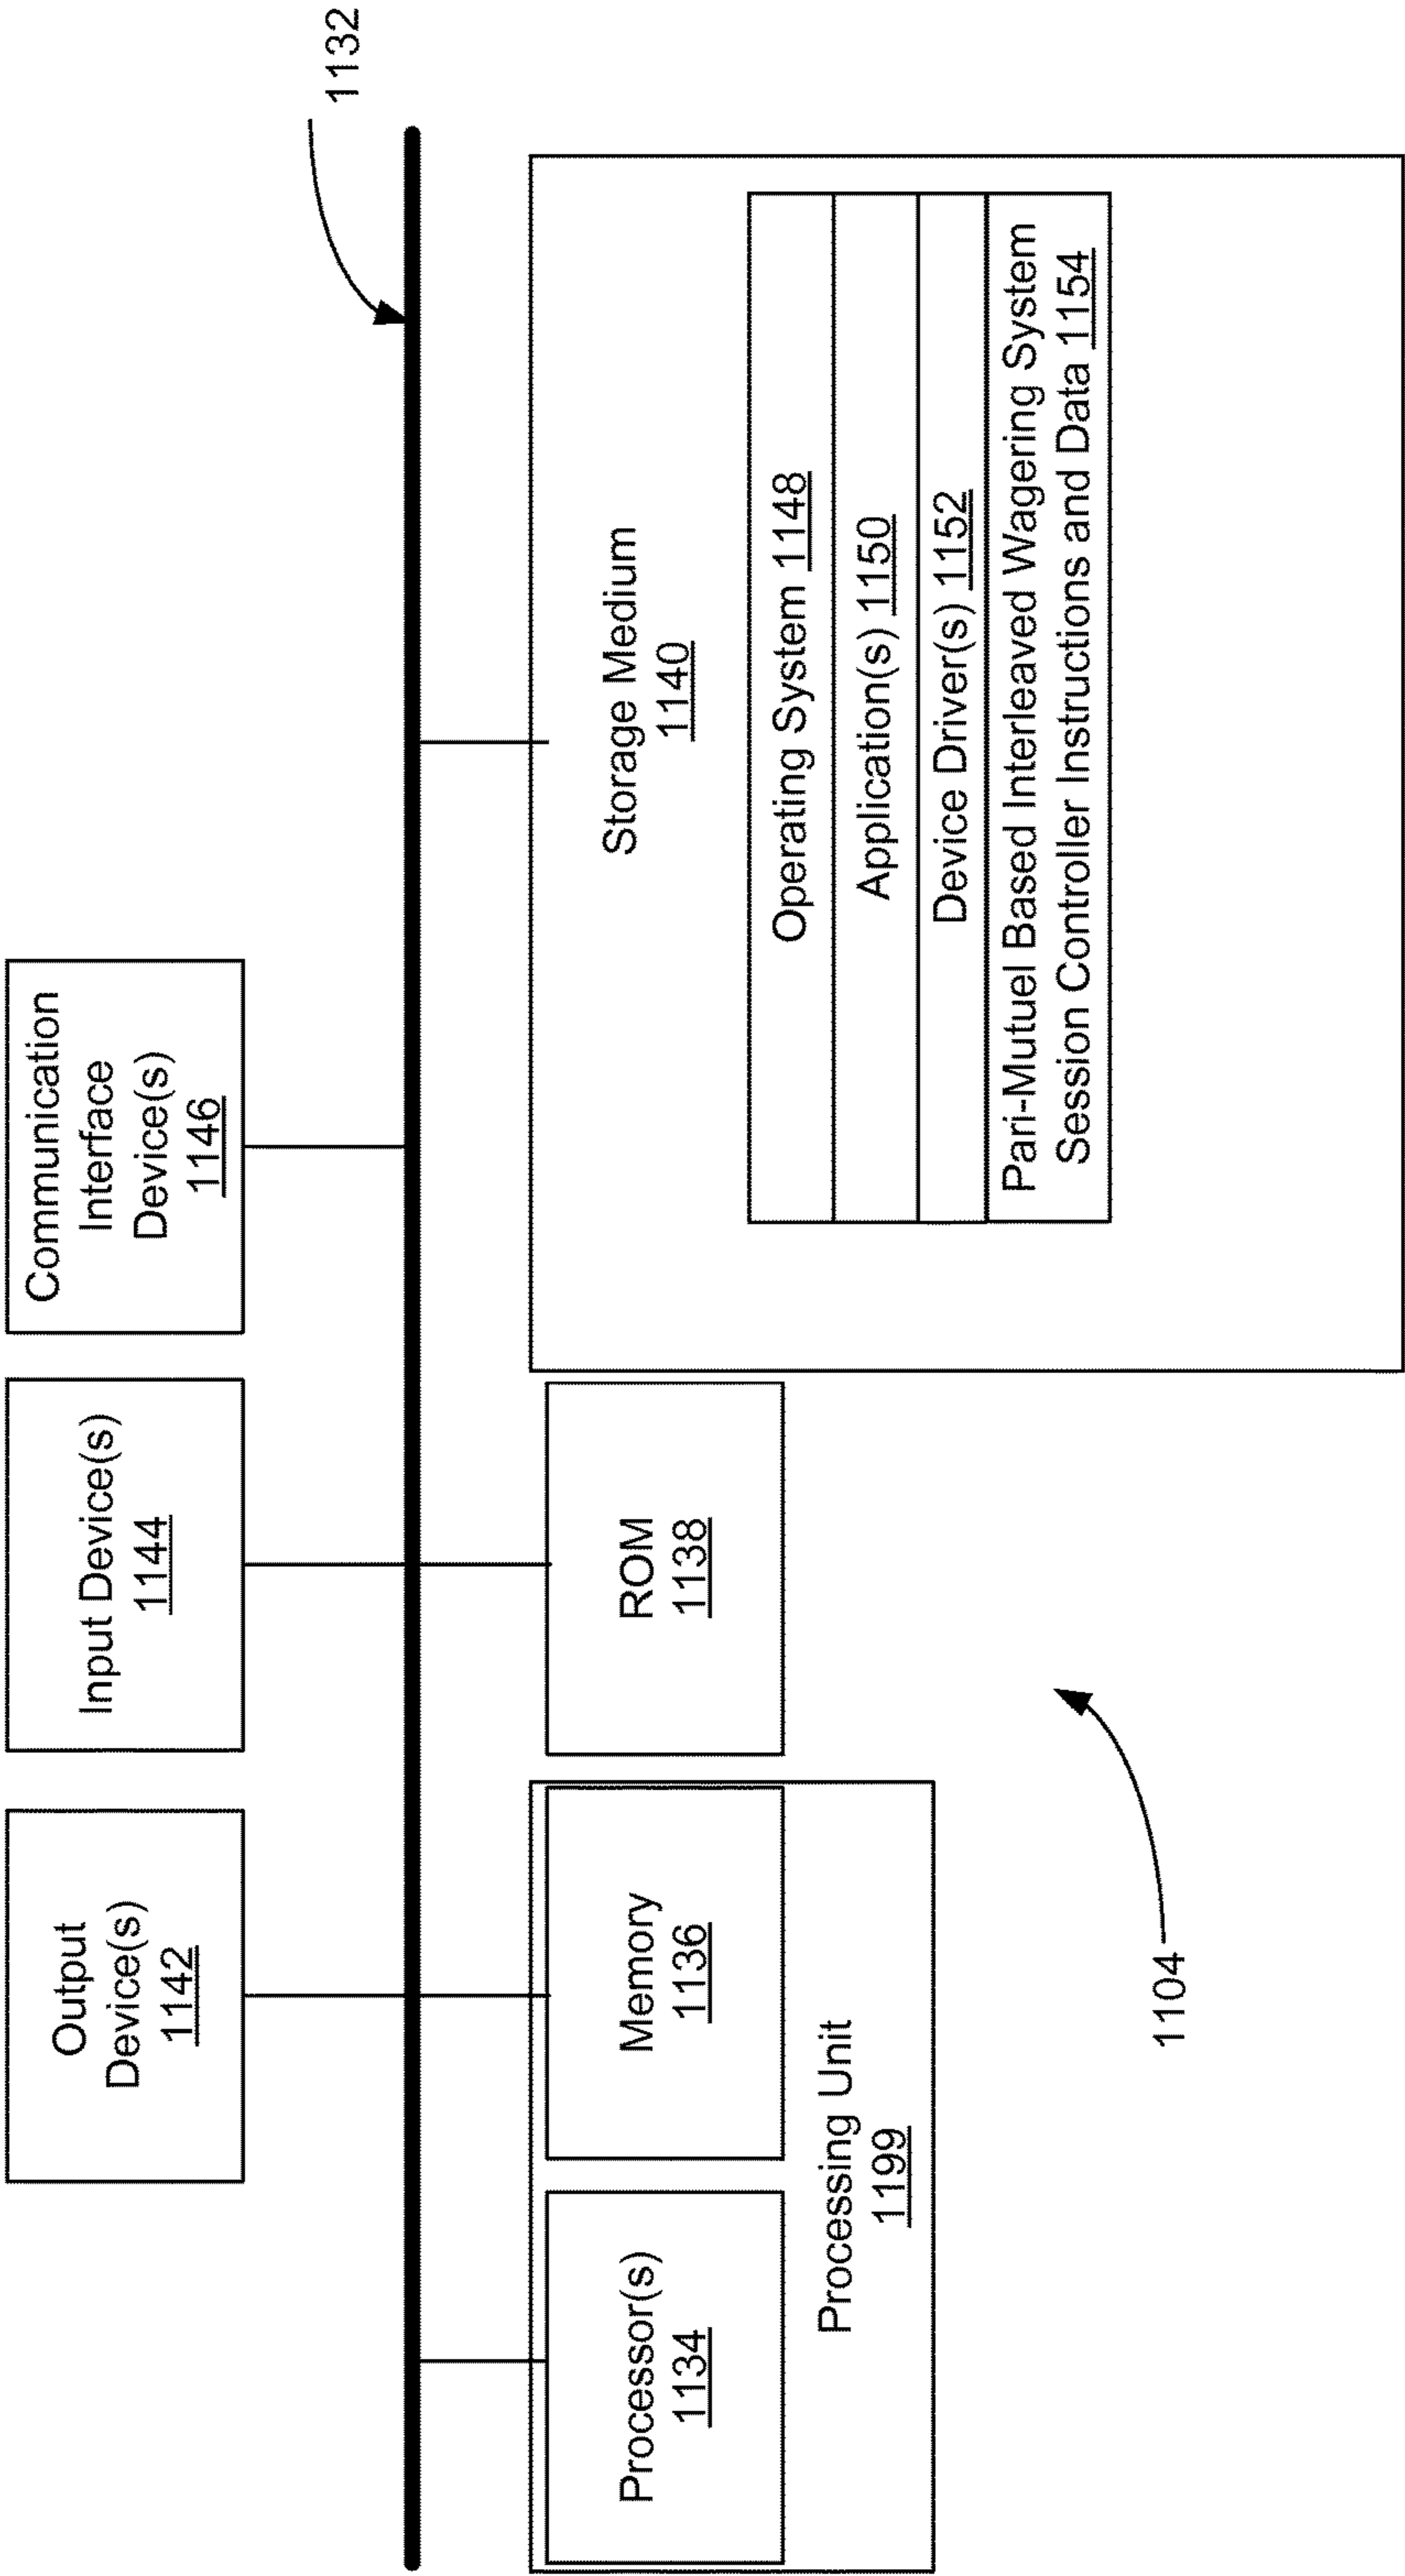 1132
Output
Device(s)
1142
Input Device(s)
1144
Communication
Interface
Device(s)
1146
Processor(s)
1134
Memory
1136
Processing Unit
1199
ROM
1138
Storage Medium
1140
Operating System 1148
Application(s) 1150
Device Driver(s) 1152
Pari-Mutuel Based Interleaved Wagering System
Session Controller Instructions and Data 1154
1104